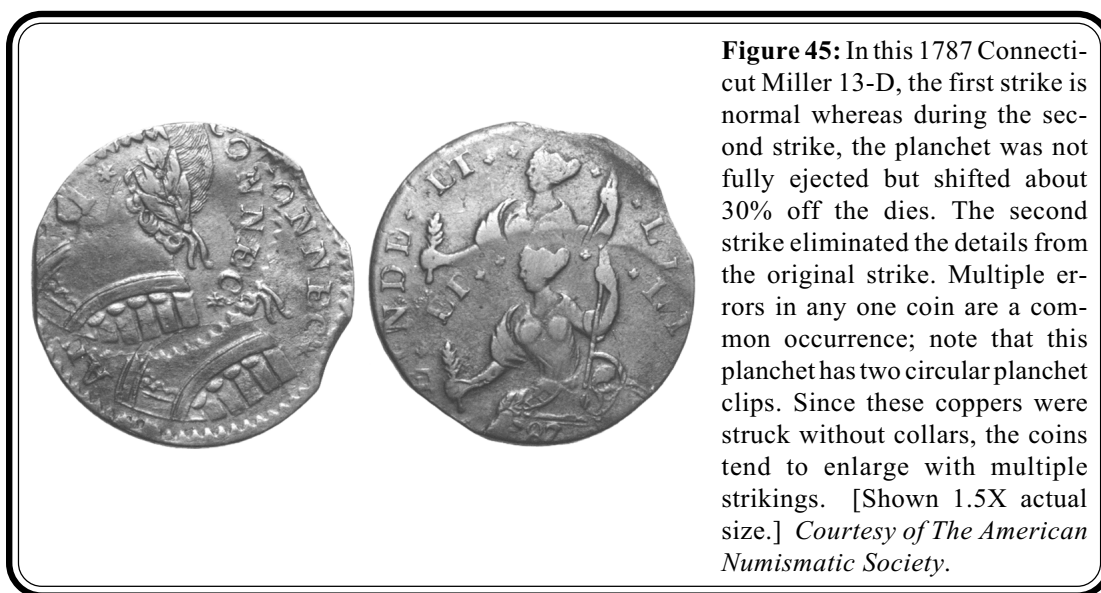 Figure 45: In this 1787 Connecti-
cut Miller 13-D, the first strike is
normal whereas during the sec-
ond strike, the planchet was not
fully ejected but shifted about
30% off the dies. The second
strike eliminated the details from
the original strike. Multiple er-
rors in any one coin are a com-
mon occurrence; note that this
planchet has two circular planchet
clips. Since these coppers were
struck without collars, the coins
tend to enlarge with multiple
strikings. [Shown 1.5X actual
size.] Courtesy of The American
Numismatic Society.